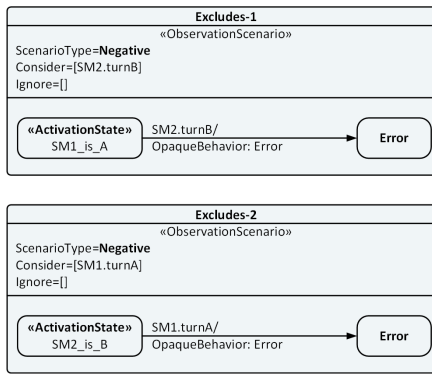 Excludes-1
«ObservationScenario»
ScenarioType=Negative
Consider=[SM2.turnB]
Ignore=[]
«ActivationState»
SM1_is_A
SM2.turnB/
OpaqueBehavior: Error
Error
Excludes-2
«ObservationScenario»
ScenarioType=Negative
Consider=[SM1.turnA]
Ignore=[]
«ActivationState»
SM2_is_B
SM1.turnA/
OpaqueBehavior: Error
Error